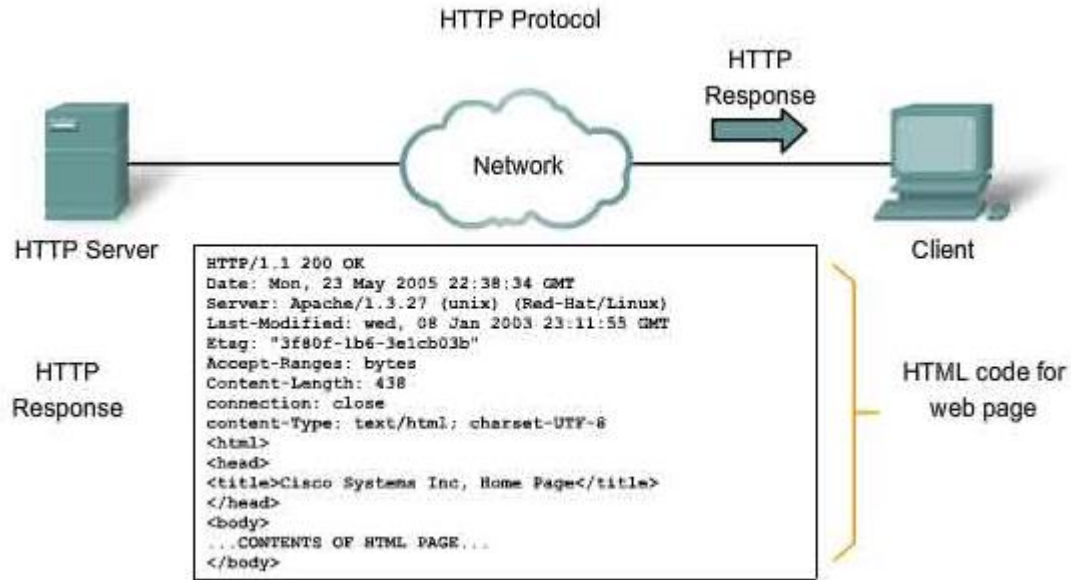 HTTP Protocol
HTTP
Response
Network
HTTP Server
Client
HTTP/1.1 200 OK
Date: Mon, 23 May 2005 22:38:34 GMT
Server: Apache/1.3.27 (unix) (Red-Hat/Linux)
Last-Modified: wed, 08 Jan 2003 23:11:55 GMT
Etag: "3f80f-1b6-3e1cb03b"
Accept-Ranges: bytes
Content-Length: 438
connection: close
content-Type: text/html; charset-UTF-8
<html>
<head>
<title>Cisco Systems Inc, Home Page</title>
</head>
<body>
...CONTENTS OF HTML PAGE...
</body>
HTTP
Response
HTML code for
web page